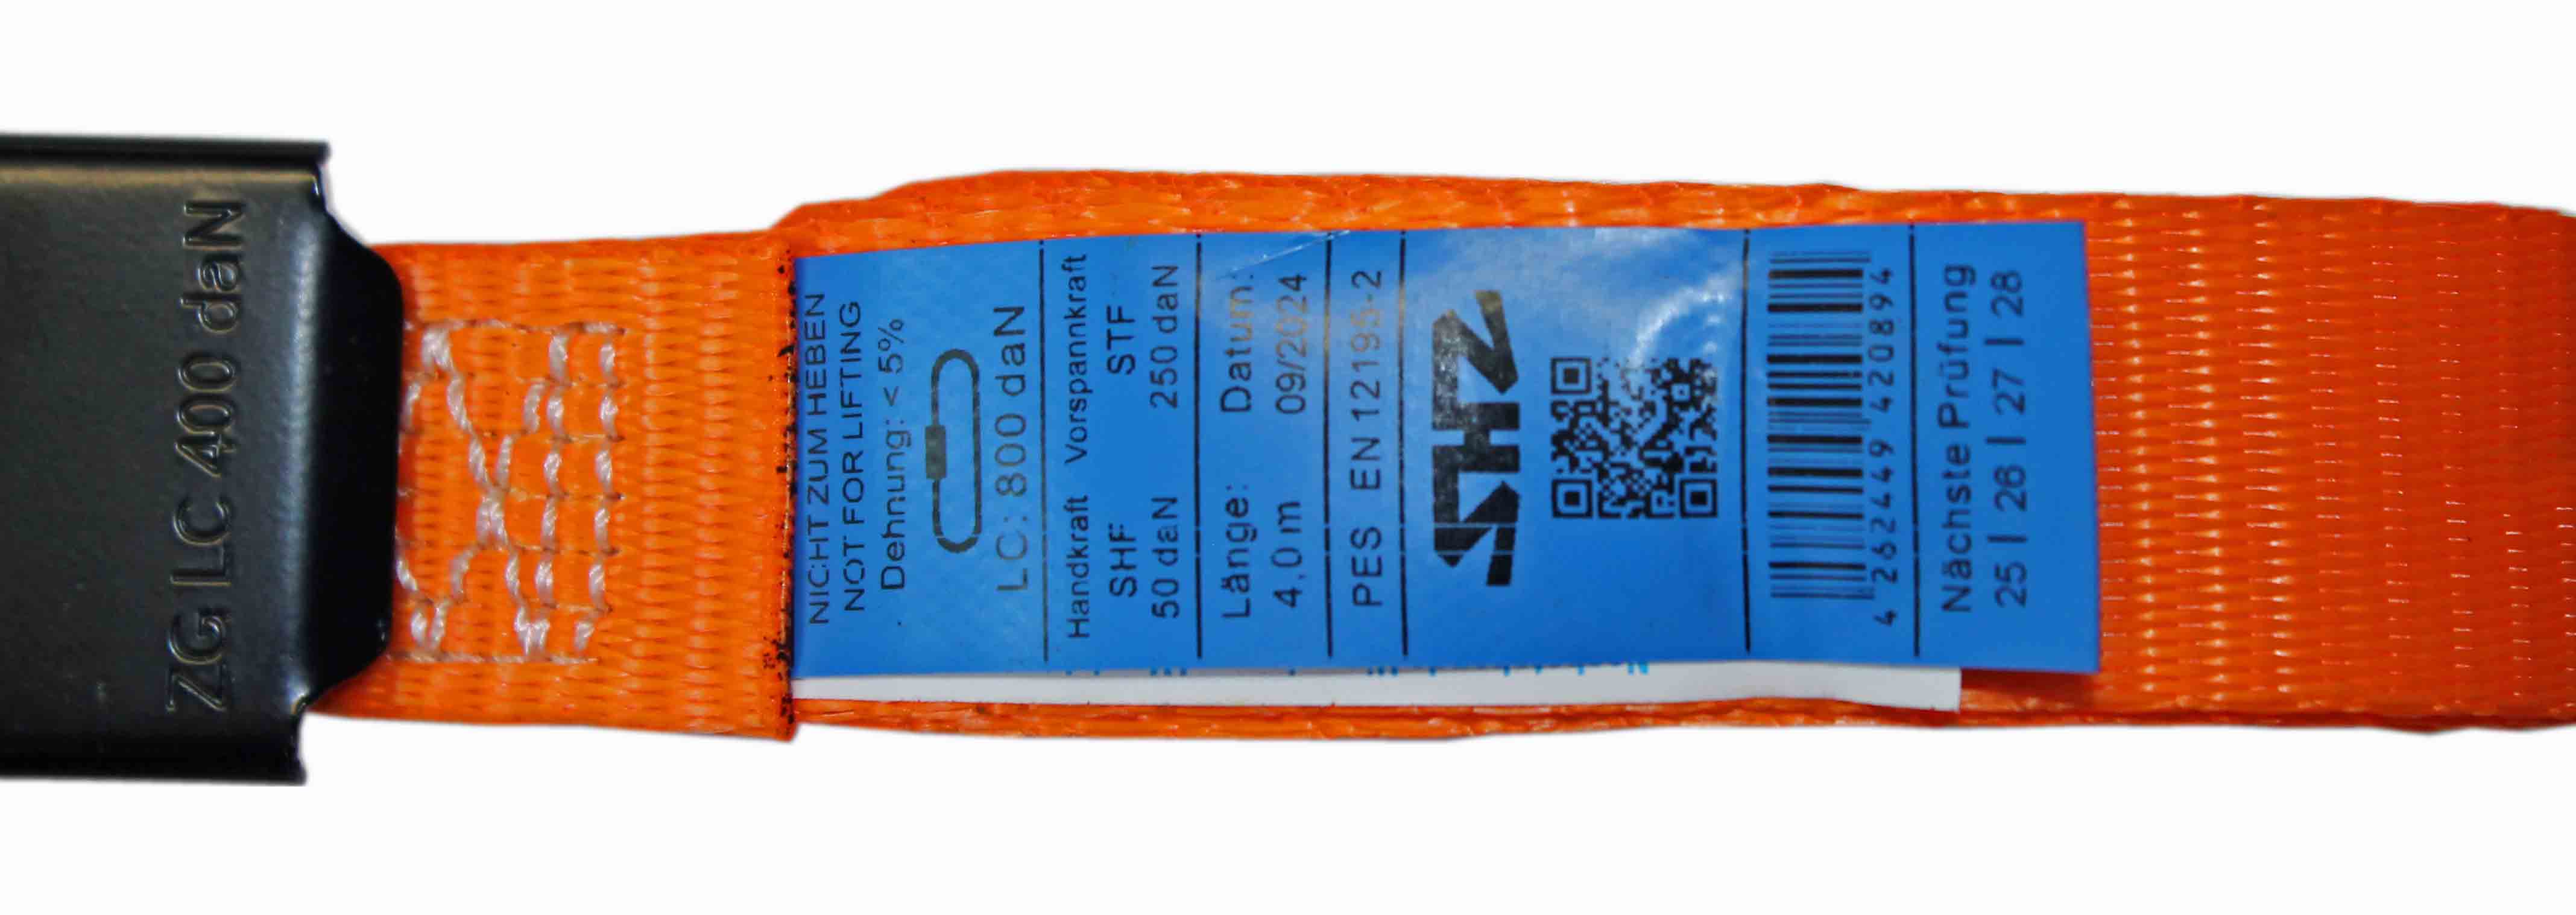 ZG LC 400 daN
NICHT ZUM HEBEN
NOT FOR LIFTING
Dehnung: < 5%
LC: 800 daN
Handkraft Vorspannkraft
SHF STF
50 daN 250 daN
Länge: Datum:
4,0 m 09/2024
PES EN 12195-2
STHZ
4 262449 420894
Nächste Prüfung
25 | 26 | 27 | 28